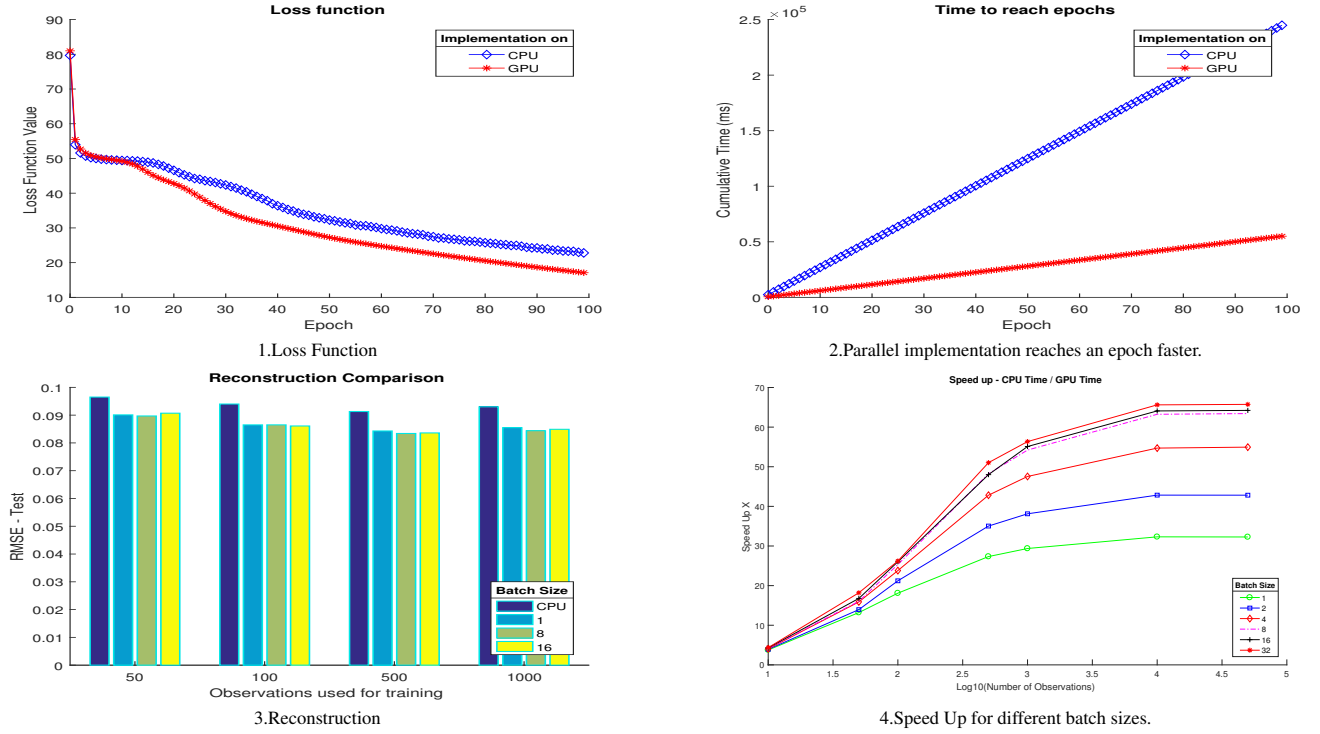 Loss function
90
80
70
60
50
40
30
20
10
Loss Function Value
0 10 20 30 40 50 60 70 80 90 100
Epoch
Implementation on
CPU
GPU
1.Loss Function
Time to reach epochs
2.5 ×10^5
2
1.5
1
0.5
0
Cumulative Time (ms)
0 10 20 30 40 50 60 70 80 90 100
Epoch
Implementation on
CPU
GPU
2.Parallel implementation reaches an epoch faster.
Reconstruction Comparison
0.1
0.09
0.08
0.07
0.06
0.05
0.04
0.03
0.02
0.01
0
RMSE - Test
50 100 500 1000
Observations used for training
Batch Size
CPU
1
8
16
3.Reconstruction
Speed up - CPU Time / GPU Time
70
60
50
40
30
20
10
0
Speed Up X
1 1.5 2 2.5 3 3.5 4 4.5 5
Log10(Number of Observations)
Batch Size
1
2
4
8
16
32
4.Speed Up for different batch sizes.